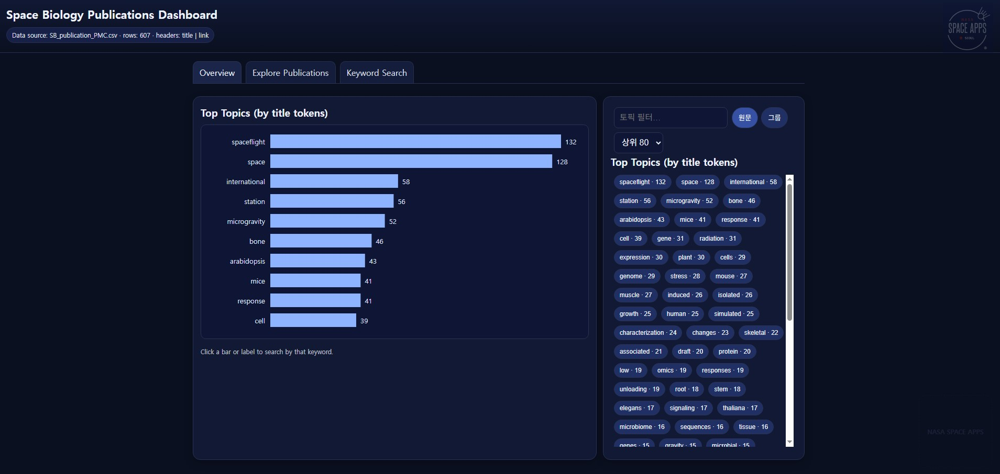 Space Biology Publications Dashboard
Data source: SB_publication_PMC.csv · rows: 607 · headers: title | link
NASA
SPACE APPS
SEOUL
®
Overview
Explore Publications
Keyword Search
Top Topics (by title tokens)
spaceflight 132
space 128
international 58
station 56
microgravity 52
bone 46
arabidopsis 43
mice 41
response 41
cell 39
Click a bar or label to search by that keyword.
토픽 필터...
원문
그룹
상위 80
Top Topics (by title tokens)
spaceflight · 132 space · 128 international · 58
station · 56 microgravity · 52 bone · 46
arabidopsis · 43 mice · 41 response · 41
cell · 39 gene · 31 radiation · 31
expression · 30 plant · 30 cells · 29
genome · 29 stress · 28 mouse · 27
muscle · 27 induced · 26 isolated · 26
growth · 25 human · 25 simulated · 25
characterization · 24 changes · 23 skeletal · 22
associated · 21 draft · 20 protein · 20
low · 19 omics · 19 responses · 19
unloading · 19 root · 18 stem · 18
elegans · 17 signaling · 17 thaliana · 17
microbiome · 16 sequences · 16 tissue · 16
genes · 15 gravity · 15 microbial · 15
NASA SPACE APPS